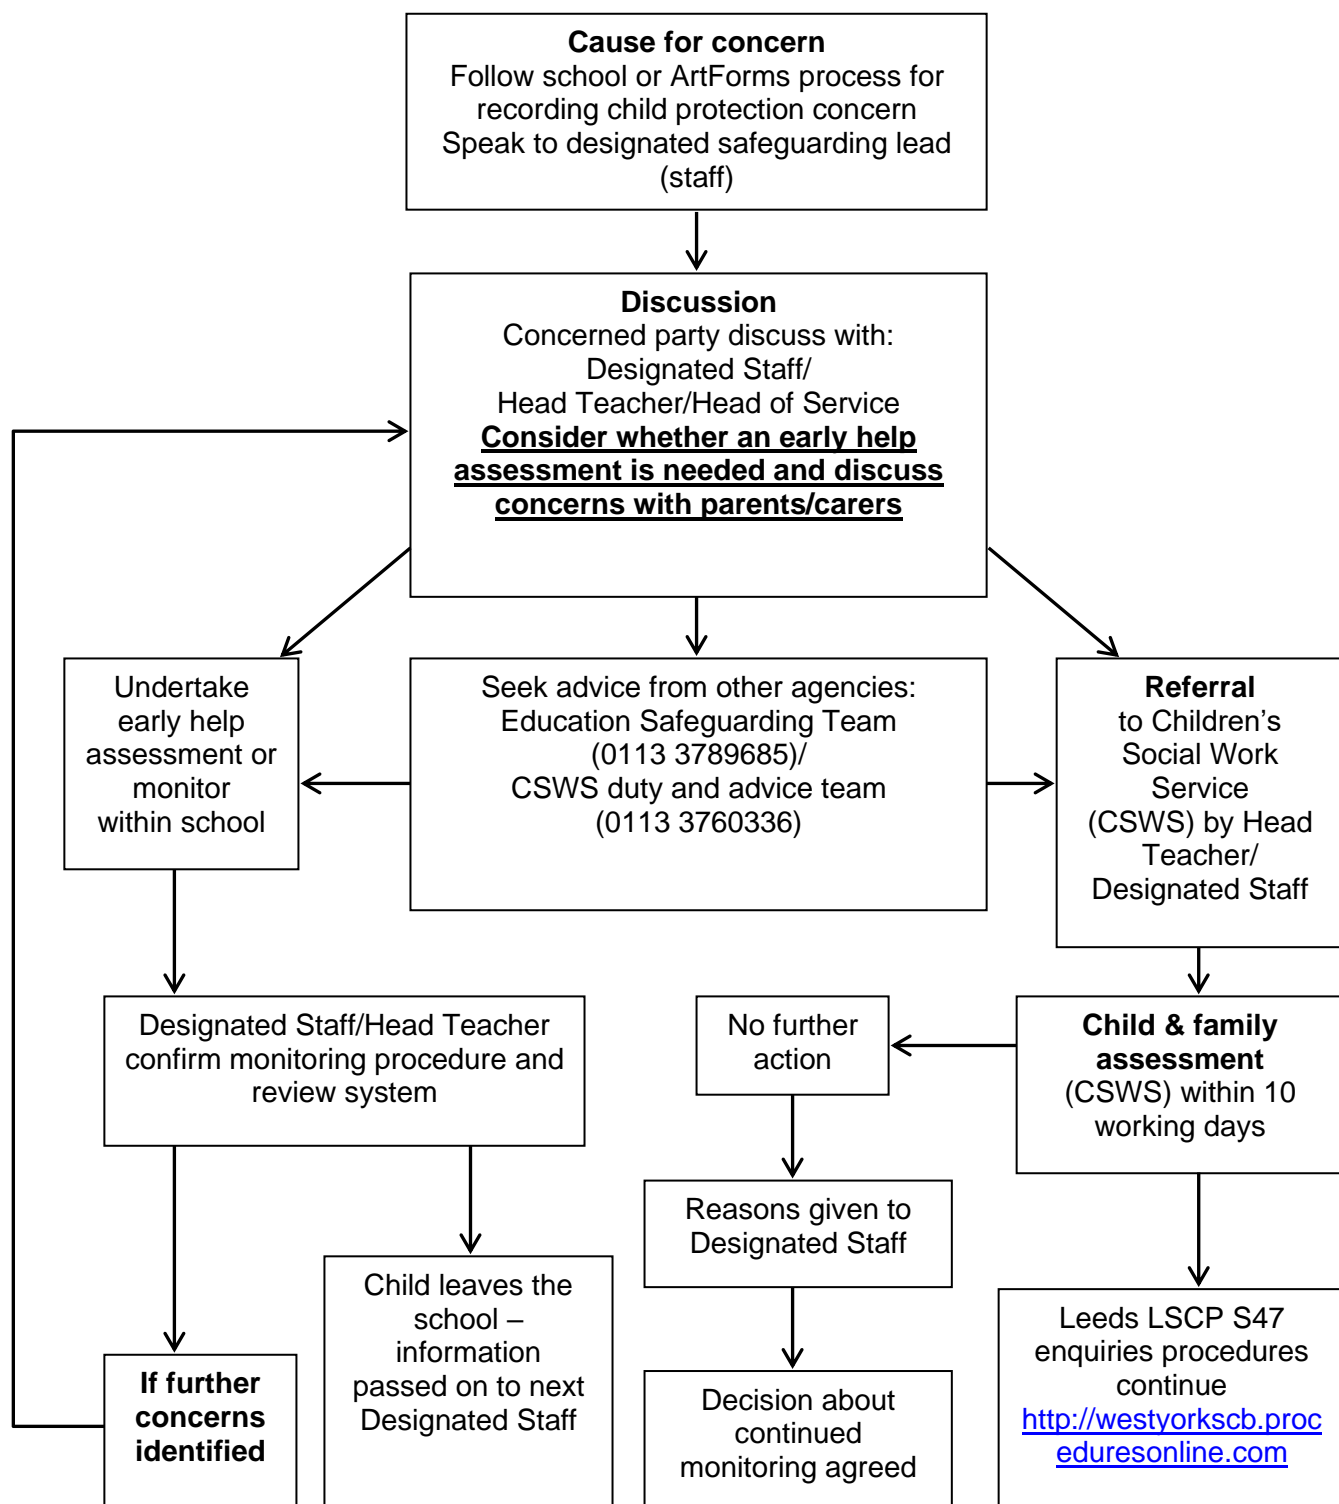 Cause for concern
Follow school or ArtForms process for
recording child protection concern
Speak to designated safeguarding lead
(staff)
Discussion
Concerned party discuss with:
Designated Staff/
Head Teacher/Head of Service
Consider whether an early help
assessment is needed and discuss
concerns with parents/carers
Undertake
early help
assessment or
monitor
within school
Seek advice from other agencies:
Education Safeguarding Team
(0113 3789685)/
CSWS duty and advice team
(0113 3760336)
Referral
to Children's
Social Work
Service
(CSWS) by Head
Teacher/
Designated Staff
Designated Staff/Head Teacher
confirm monitoring procedure and
review system
No further
action
Child & family
assessment
(CSWS) within 10
working days
Reasons given to
Designated Staff
Child leaves the
school –
information
passed on to next
Designated Staff
Leeds LSCP S47
enquiries procedures
continue
http://westyorkscb.proc
eduresonline.com
If further
concerns
identified
Decision about
continued
monitoring agreed